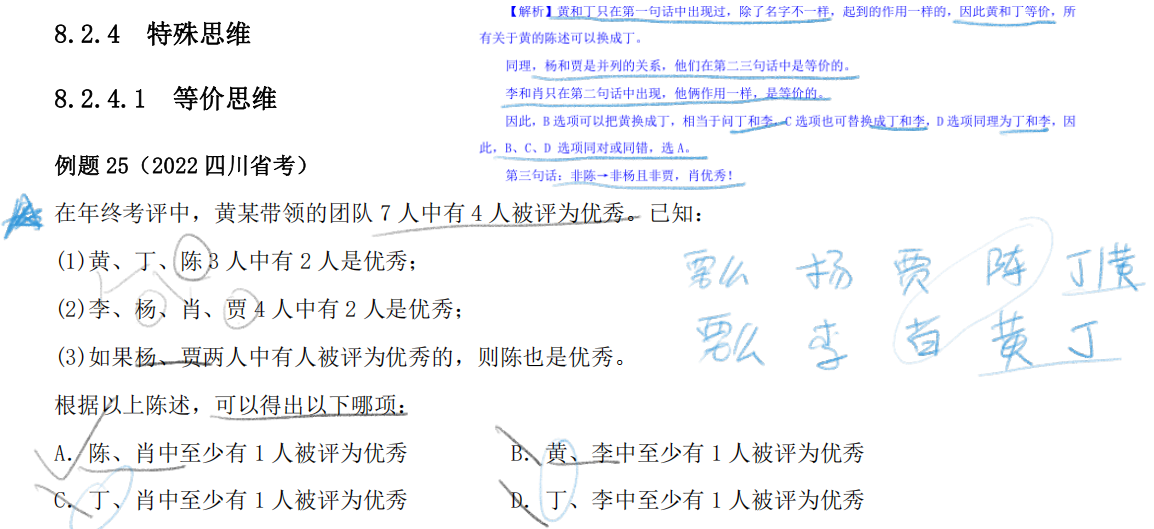 8.2.4 特殊思维
8.2.4.1 等价思维
例题 25（2022 四川省考）
【解析】黄和丁只在第一句话中出现过，除了名字不一样，起到的作用一样的，因此黄和丁等价，所
有关于黄的陈述可以换成丁。
同理，杨和贾是并列的关系，他们在第二三句话中是等价的。
李和肖只在第二句话中出现，他俩作用一样，是等价的。
因此，B 选项可以把黄换成丁，相当于问丁和李，C 选项也可替换成丁和李，D 选项同理为丁和李，因
此，B、C、D 选项同对或同错，选 A。
第三句话：非陈→非杨且非贾，肖优秀！
在年终考评中，黄某带领的团队 7 人中有 4 人被评为优秀。已知：
(1)黄、丁、陈 3 人中有 2 人是优秀；
(2)李、杨、肖、贾 4 人中有 2 人是优秀；
(3)如果杨、贾两人中有人被评为优秀的，则陈也是优秀。
根据以上陈述，可以得出以下哪项：
A．陈、肖中至少有 1 人被评为优秀
B．黄、李中至少有 1 人被评为优秀
C．丁、肖中至少有 1 人被评为优秀
D．丁、李中至少有 1 人被评为优秀
要么 杨 贾 陈 丁/黄
要么 李 肖 黄 丁